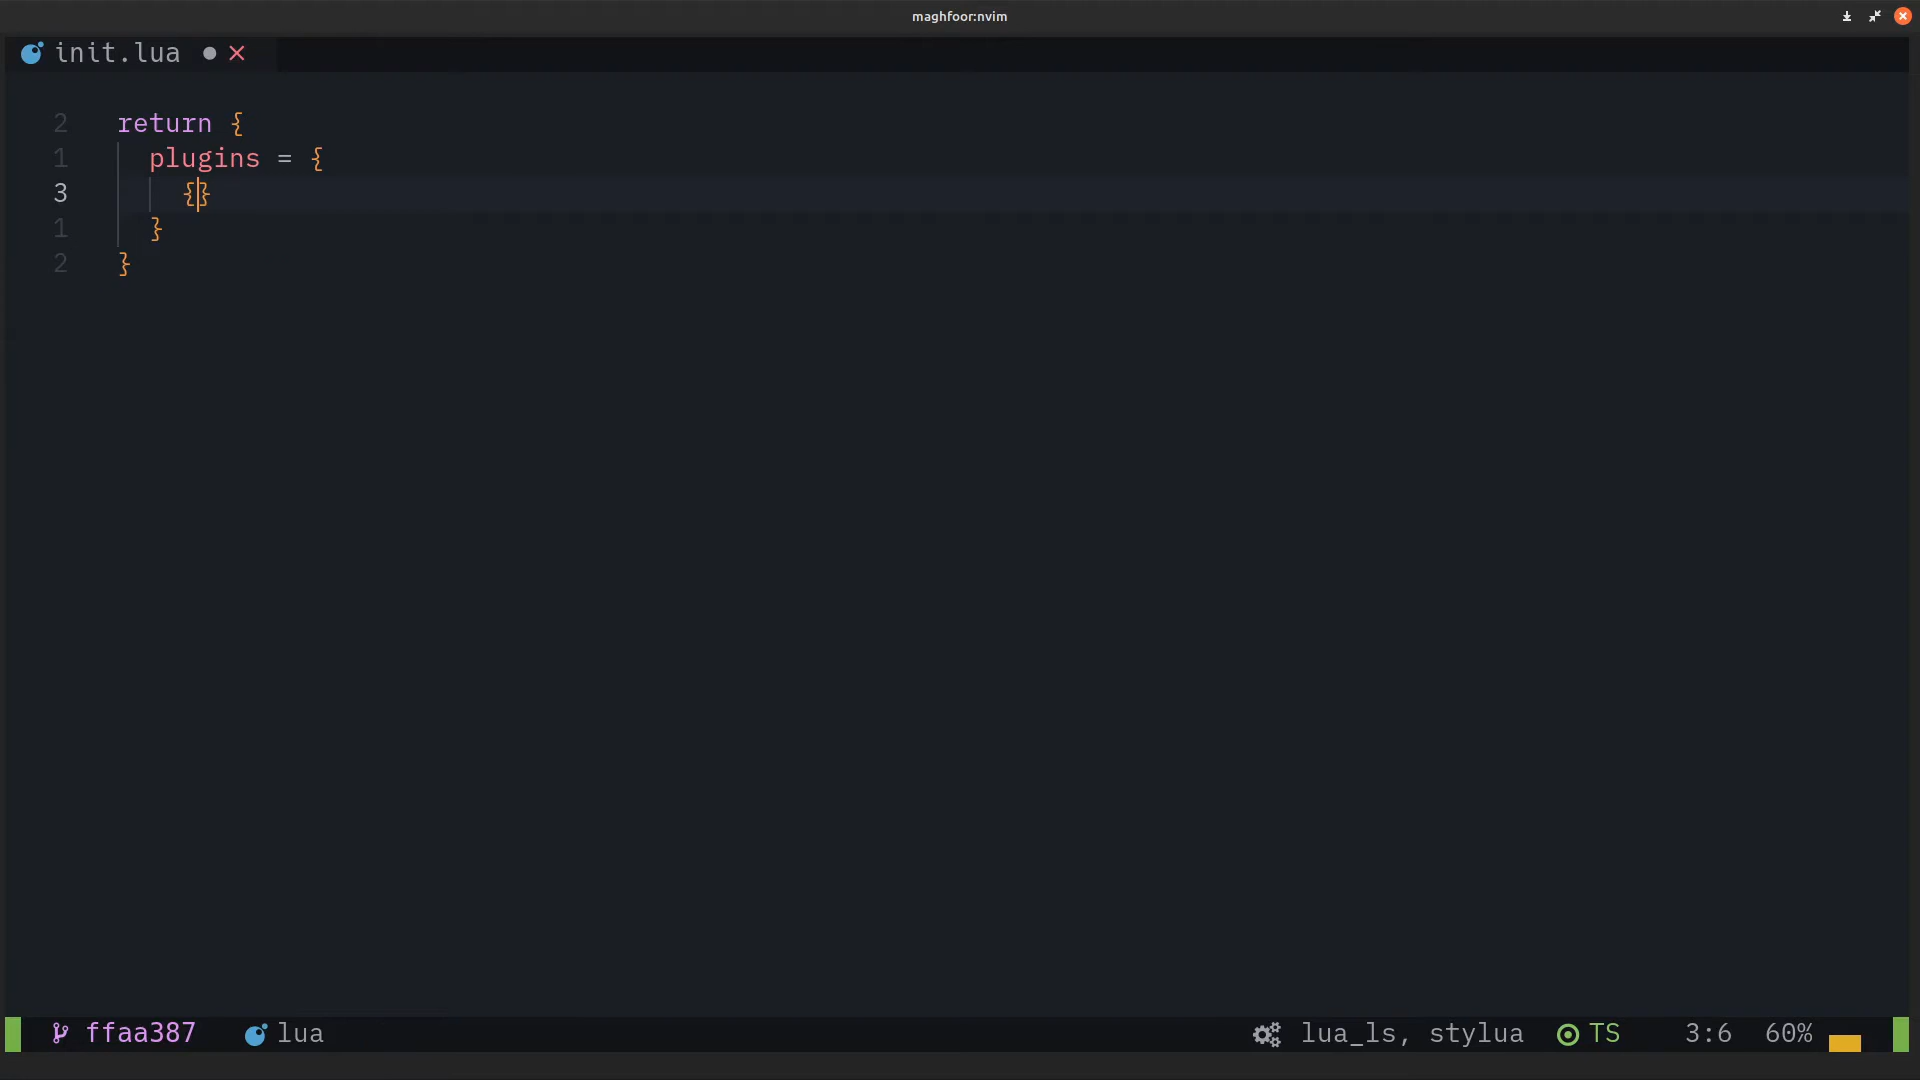 maghfoor:nvim
init.lua
2 return {
1 plugins = {
3 {}
1 }
2 }
ffaa387 lua lua_ls, stylua TS 3:6 60%